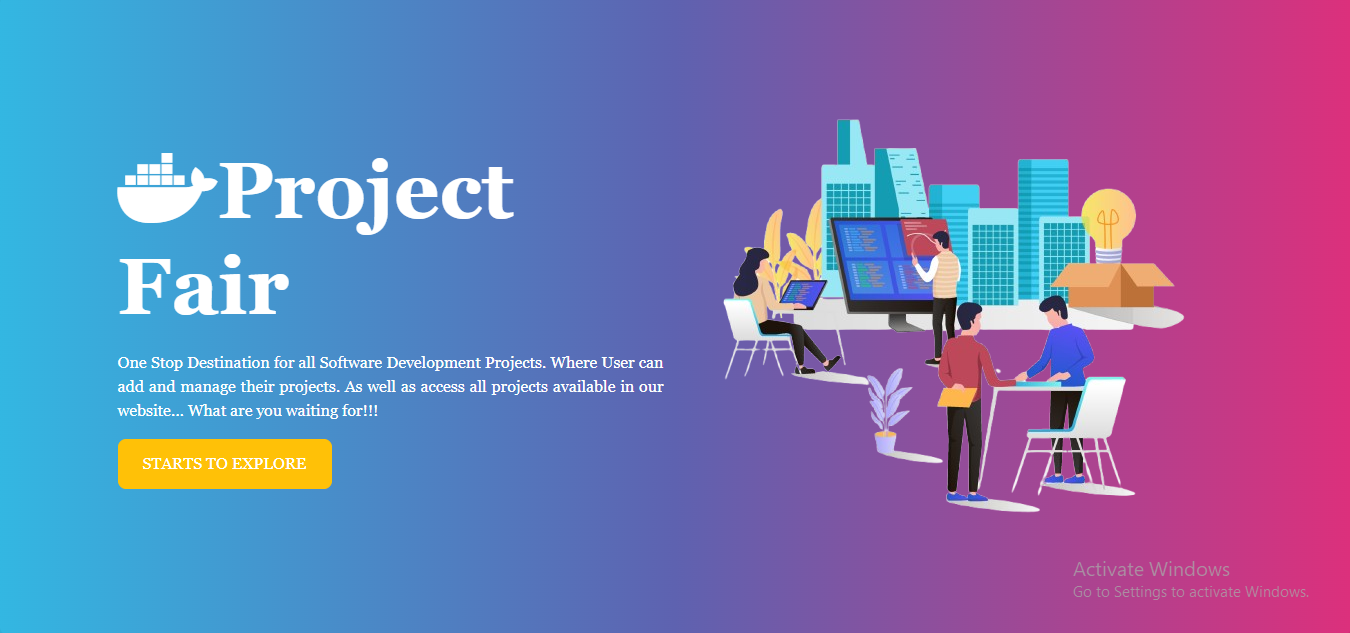 Project
Fair
One Stop Destination for all Software Development Projects. Where User can
add and manage their projects. As well as access all projects available in our
website... What are you waiting for!!!
STARTS TO EXPLORE
Activate Windows
Go to Settings to activate Windows.